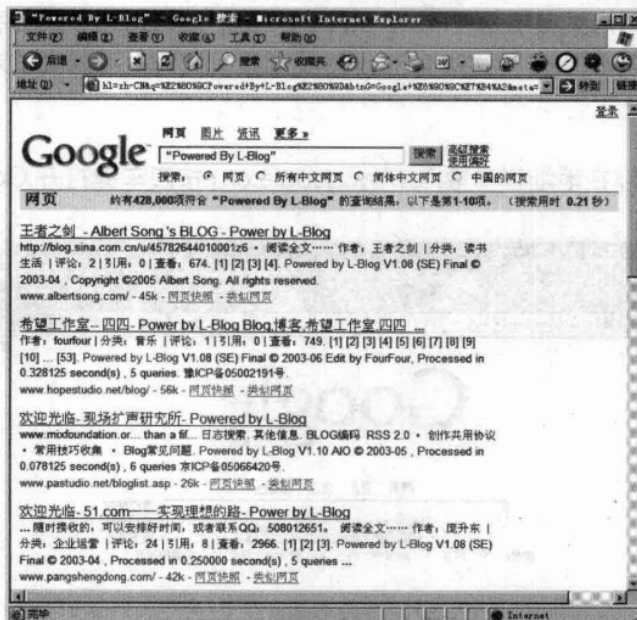 "Powered By L-Blog" - Google 搜索 - Microsoft Internet Explorer
文件(F) 编辑(E) 查看(V) 收藏(A) 工具(T) 帮助(H)
后退 搜索 收藏夹
地址(D) hl=zh-CN&q=%E2%80%9CPowered+By+L-Blog%E2%80%9D&btnG=Google+%E6%90%9C%E7%B4%A2&meta= 转到 链接
登录
网页 图片 资讯 更多 »
Google "Powered By L-Blog" 搜索 高级搜索
使用偏好
搜索: 网页 所有中文网页 简体中文网页 中国的网页
网页 约有428,000项符合 "Powered By L-Blog" 的查询结果,以下是第1-10项。 (搜索用时 0.21 秒)
王者之剑 - Albert Song 's BLOG - Power by L-Blog
http://blog.sina.com.cn/u/45782644010001z6 • 阅读全文…… 作者:王者之剑 | 分类:读书
生活 | 评论:2 | 引用:0 | 查看:674. [1] [2] [3] [4]. Powered by L-Blog V1.08 (SE) Final ©
2003-04 , Copyright ©2005 Albert Song. All rights reserved.
www.albertsong.com/ - 45k - 网页快照 - 类似网页
希望工作室-- 四四- Power by L-Blog Blog,博客,希望工作室,四四 ...
作者:fourfour | 分类:音乐 | 评论:1 | 引用:0 | 查看:749. [1] [2] [3] [4] [5] [6] [7] [8] [9]
[10] ... [53]. Powered by L-Blog V1.08 (SE) Final © 2003-06 Edit by FourFour, Processed in
0.328125 second(s) , 5 queries. 豫ICP备05002191号.
www.hopestudio.net/blog/ - 56k - 网页快照 - 类似网页
欢迎光临- 现场扩声研究所- Powered by L-Blog
www.mixfoundation.or... than a fif... 日志搜索. 其他信息. BLOG编码 RSS 2.0 • 创作共用协议
• 常用技巧收集 • Blog常见问题. Powered by L-Blog V1.10 AIO © 2003-05 , Processed in
0.078125 second(s) , 6 queries 京ICP备05066420号.
www.pastudio.net/bloglist.asp - 26k - 网页快照 - 类似网页
欢迎光临- 51.com——实现理想的路- Power by L-Blog
... 随时接收的,可以安排好时间,或者联系QQ:508012651。 阅读全文…… 作者:庞升东 |
分类:企业运营 | 评论:24 | 引用:8 | 查看:2966. [1] [2] [3]. Powered by L-Blog V1.08 (SE)
Final © 2003-04 , Processed in 0.250000 second(s) , 5 queries ...
www.pangshengdong.com/ - 42k - 网页快照 - 类似网页
完毕 Internet